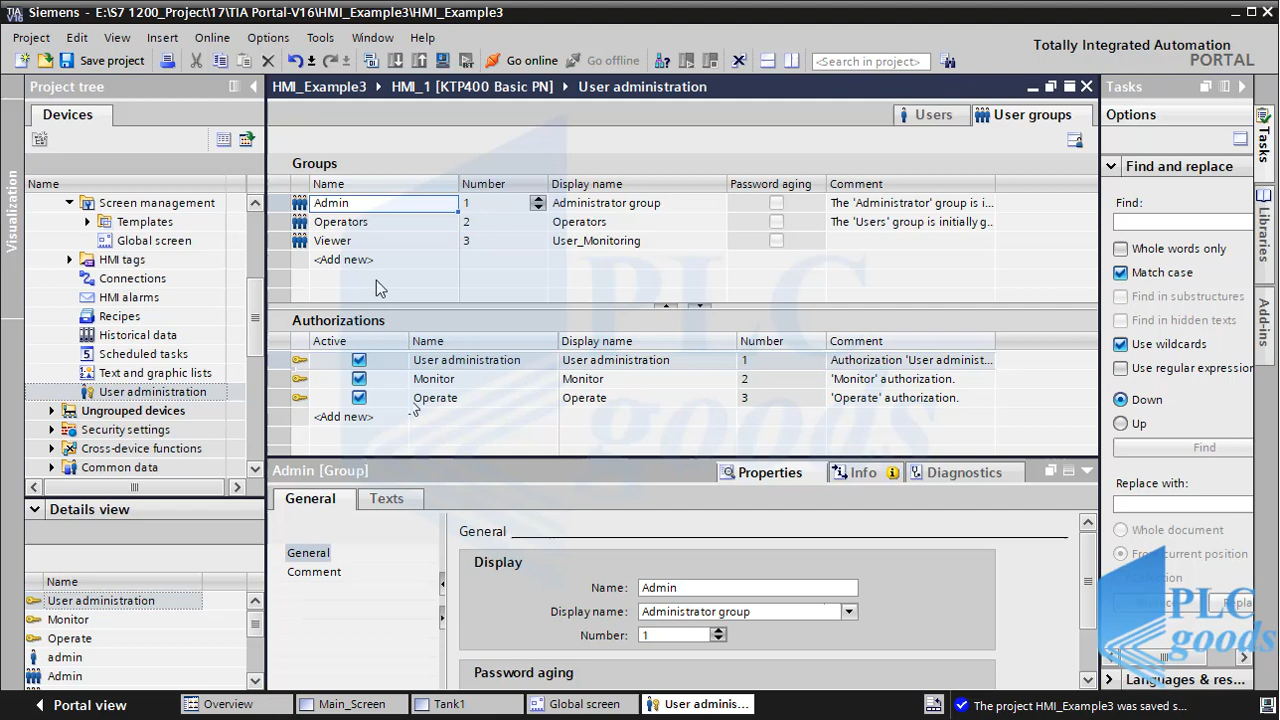 Siemens - E:\S7 1200_Project\17\TIA Portal-V16\HMI_Example3\HMI_Example3
TIA V16
Project Edit View Insert Online Options Tools Window Help
Totally Integrated Automation
PORTAL
Save project
Go online
Go offline
<Search in project>
Project tree
HMI_Example3
HMI_1 [KTP400 Basic PN]
User administration
Tasks
Devices
Users
User groups
Options
Visualization
Tasks
Libraries
Add-ins
Name
Screen management
Templates
Global screen
HMI tags
Connections
HMI alarms
Recipes
Historical data
Scheduled tasks
Text and graphic lists
User administration
Ungrouped devices
Security settings
Cross-device functions
Common data
Details view
Name
User administration
Monitor
Operate
admin
Admin
Groups
Name Number Display name Password aging Comment
Admin 1 Administrator group The 'Administrator' group is i...
Operators 2 Operators The 'Users' group is initially g...
Viewer 3 User_Monitoring
<Add new>
Authorizations
Active Name Display name Number Comment
User administration User administration 1 Authorization 'User administ...
Monitor Monitor 2 'Monitor' authorization.
Operate Operate 3 'Operate' authorization.
<Add new>
Admin [Group]
Properties
Info
Diagnostics
General
Texts
General
Comment
General
Display
Name: Admin
Display name: Administrator group
Number: 1
Password aging
Find and replace
Find:
Whole words only
Match case
Find in substructures
Find in hidden texts
Use wildcards
Use regular expression
Down
Up
Find
Replace with:
Whole document
From current position
Languages & res...
PLC
goods
PLC
goods
Portal view
Overview
Main_Screen
Tank1
Global screen
User adminis...
The project HMI_Example3 was saved s...